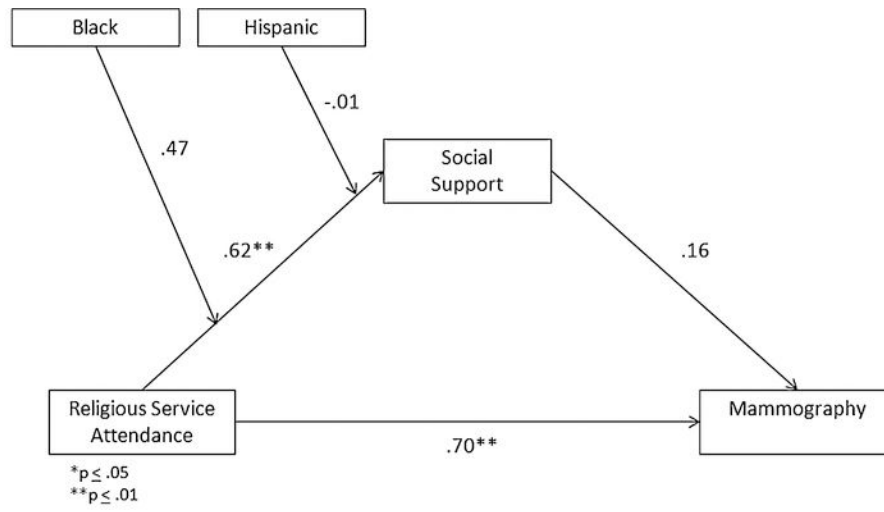 Black
Hispanic
-.01
.47
Social
Support
.62**
.16
Religious Service
Attendance
Mammography
.70**
*p ≤ .05
**p ≤ .01